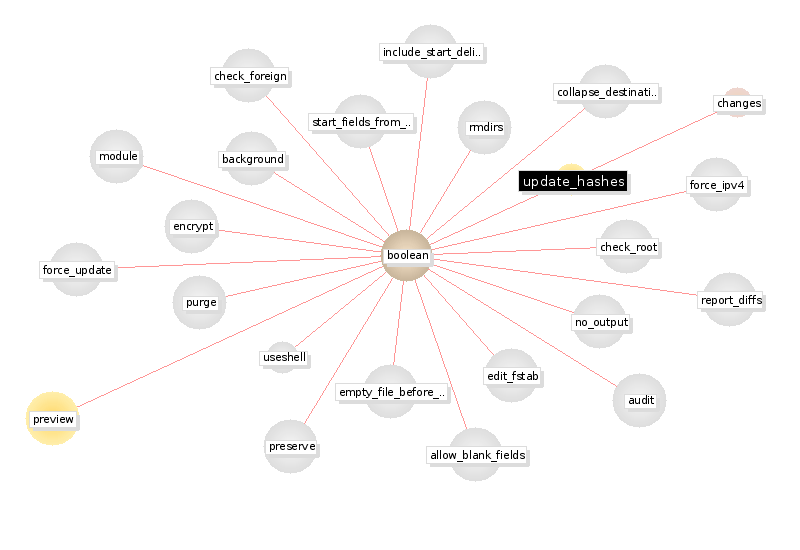 include_start_deli..
check_foreign
collapse_destinati..
changes
start_fields_from_..
rmdirs
module
background
update_hashes
force_ipv4
encrypt
check_root
boolean
force_update
purge
report_diffs
no_output
useshell
edit_fstab
empty_file_before_..
audit
preview
preserve
allow_blank_fields